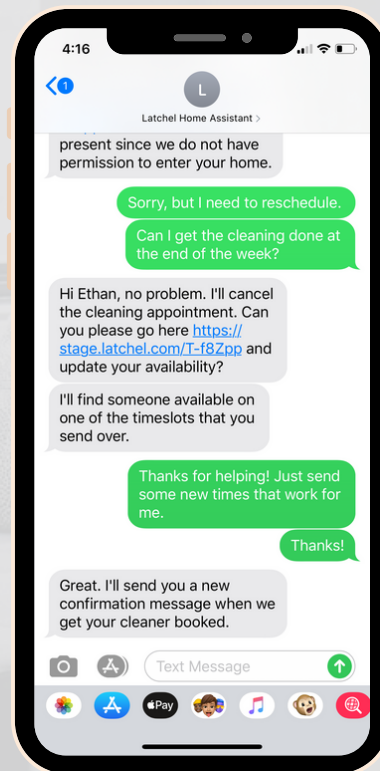 4:16
1
L
Latchel Home Assistant >
present since we do not have
permission to enter your home.
Sorry, but I need to reschedule.
Can I get the cleaning done at
the end of the week?
Hi Ethan, no problem. I'll cancel
the cleaning appointment. Can
you please go here https://
stage.latchel.com/T-f8Zpp and
update your availability?
I'll find someone available on
one of the timeslots that you
send over.
Thanks for helping! Just send
some new times that work for
me.
Thanks!
Great. I'll send you a new
confirmation message when we
get your cleaner booked.
Text Message
Pay